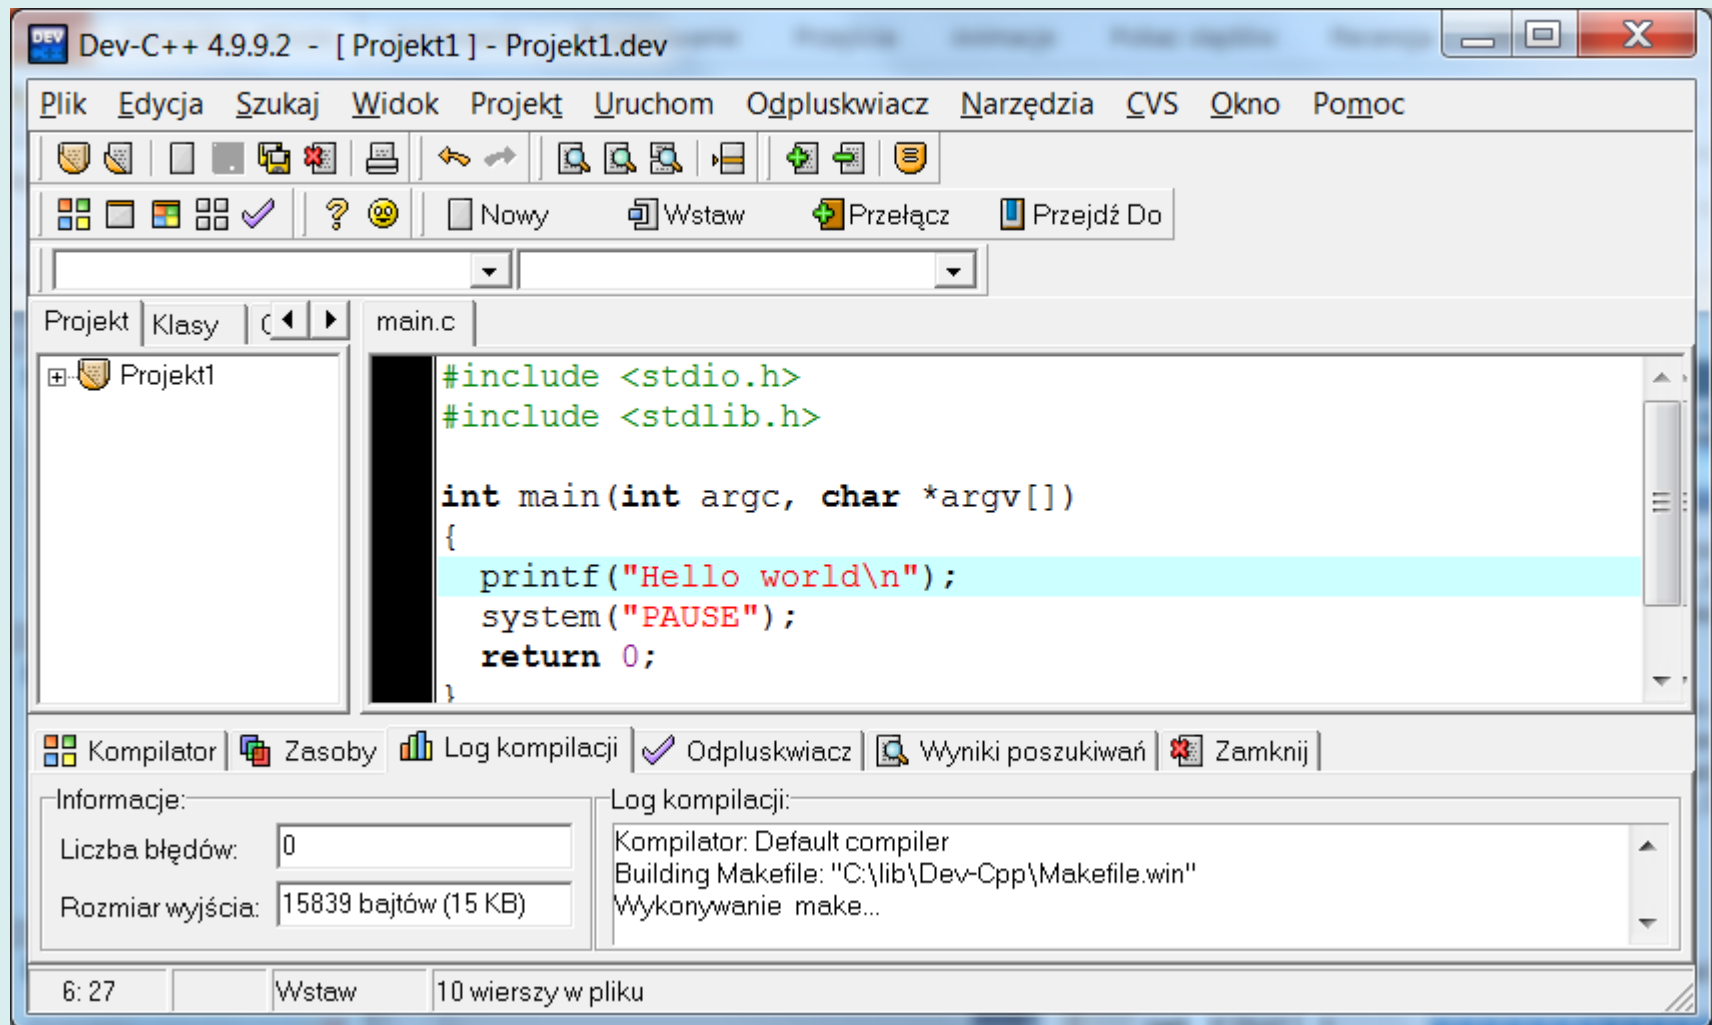 Dev-C++ 4.9.9.2 - [ Projekt1 ] - Projekt1.dev
Plik Edycja Szukaj Widok Projekt Uruchom Odpluskwiacz Narzędzia CVS Okno Pomoc
Nowy Wstaw Przełącz Przejdź Do
Projekt Klasy
main.c
Projekt1
#include <stdio.h>
#include <stdlib.h>
int main(int argc, char *argv[])
{
printf("Hello world\n");
system("PAUSE");
return 0;
}
Kompilator Zasoby Log kompilacji Odpluskwiacz Wyniki poszukiwań Zamknij
Informacje:
Liczba błędów: 0
Rozmiar wyjścia: 15839 bajtów (15 KB)
Log kompilacji:
Kompilator: Default compiler
Building Makefile: "C:\lib\Dev-Cpp\Makefile.win"
Wykonywanie make...
6: 27 Wstaw 10 wierszy w pliku